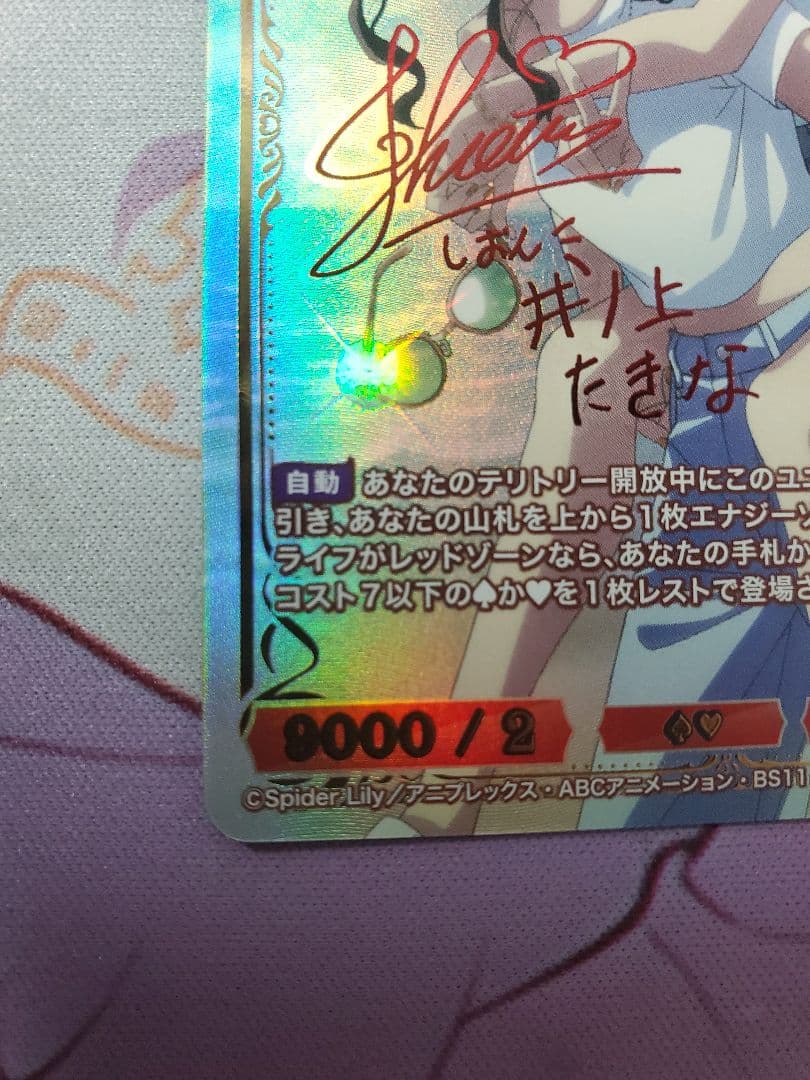 しおん
井ノ上
たきな
自動 あなたのテリトリー開放中にこのユニ
引き、あなたの山札を上から1枚エナジーゾ
ライフがレッドゾーンなら、あなたの手札か
コスト7以下の♠か♥を1枚レストで登場さ
9000 / 2 ♠♥
©Spider Lily/アニプレックス・ABCアニメーション・BS11